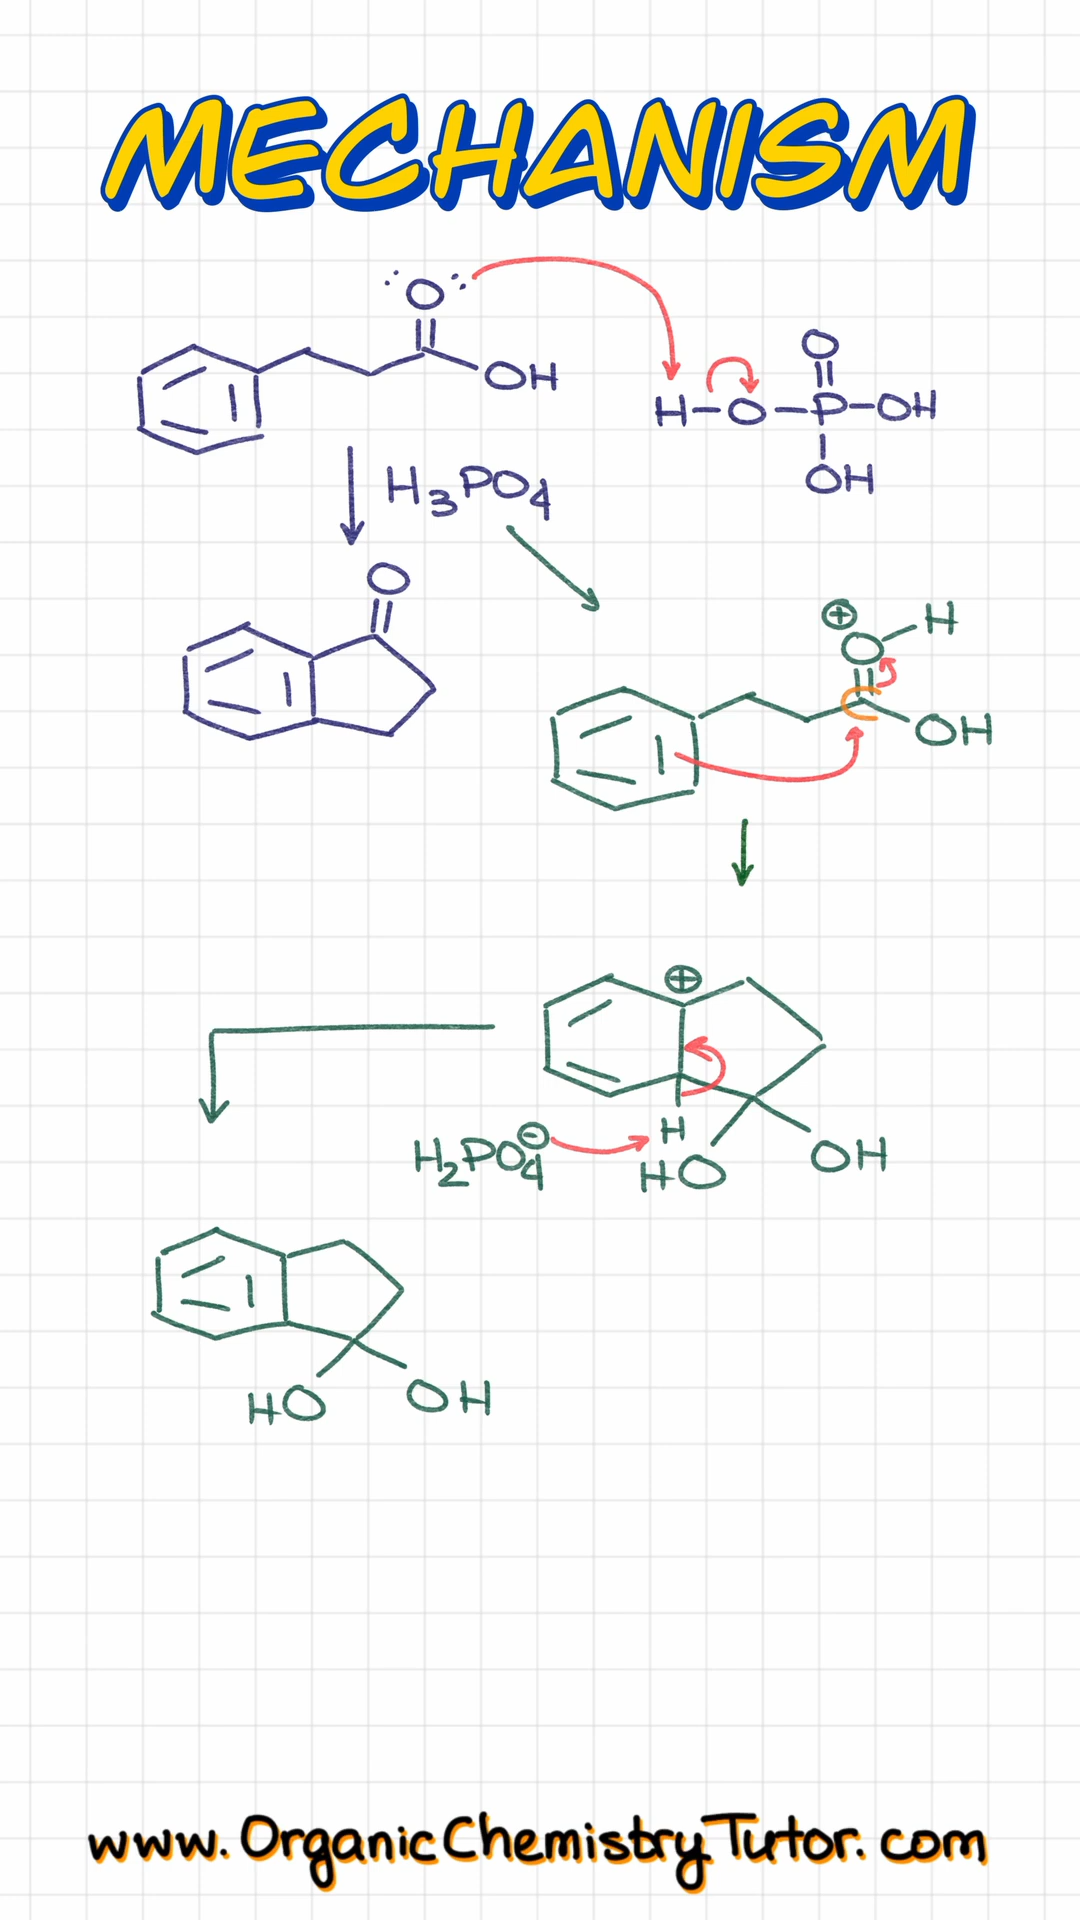 MECHANISM
O
OH
O
H-O-P-OH
OH
H3PO4
O
⊕
O H
OH
⊕
H
H2PO4⊖
HO OH
HO OH
www.OrganicChemistryTutor.com